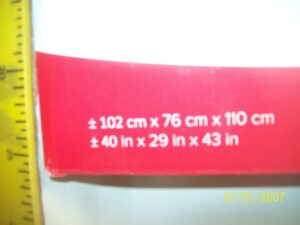 ± 102 cm x 76 cm x 110 cm
± 40 in x 29 in x 43 in
01/01/2007